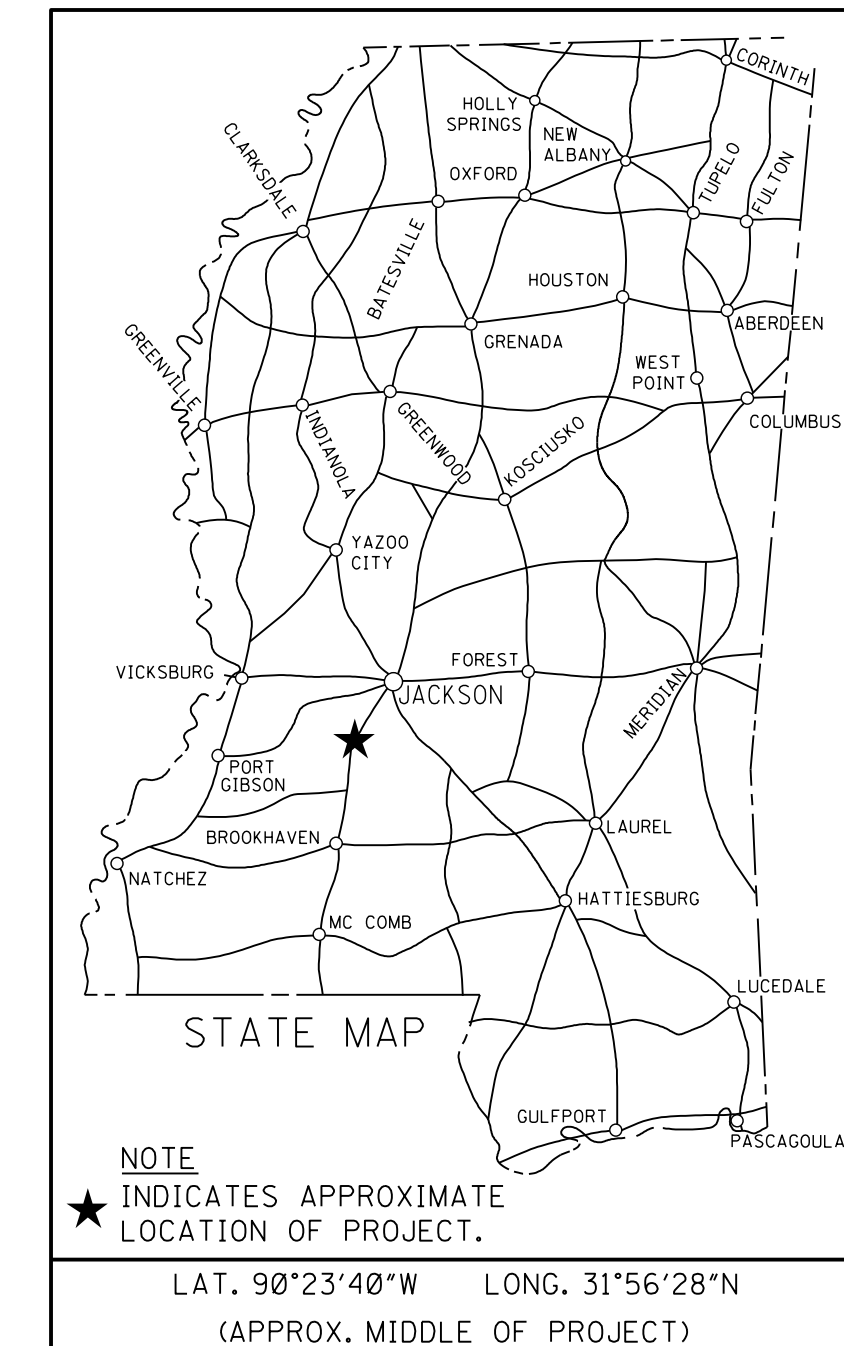 CORINTH
HOLLY
SPRINGS
NEW
ALBANY
CLARKSDALE
OXFORD
TUPELO
FULTON
BATESVILLE
HOUSTON
ABERDEEN
GRENADA
GREENVILLE
WEST
POINT
COLUMBUS
INDIANOLA
GREENWOOD
KOSCIUSKO
YAZOO
CITY
VICKSBURG
FOREST
JACKSON
MERIDIAN
PORT
GIBSON
BROOKHAVEN
LAUREL
NATCHEZ
HATTIESBURG
MC COMB
LUCEDALE
STATE MAP
GULFPORT
PASCAGOULA
NOTE
INDICATES APPROXIMATE
LOCATION OF PROJECT.
LAT. 90°23'40"W LONG. 31°56'28"N
(APPROX. MIDDLE OF PROJECT)